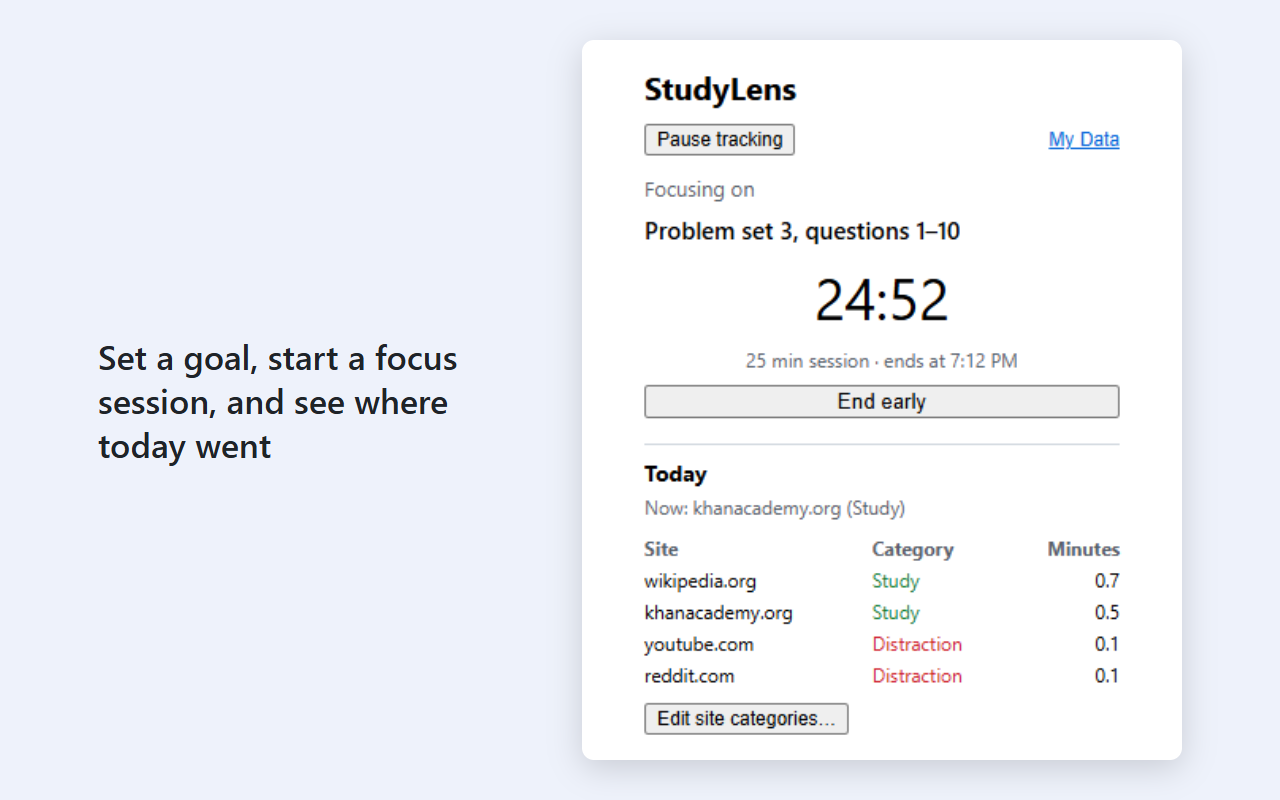 Set a goal, start a focus
session, and see where
today went
StudyLens
Pause tracking My Data
Focusing on
Problem set 3, questions 1–10
24:52
25 min session · ends at 7:12 PM
End early
Today
Now: khanacademy.org (Study)
Site Category Minutes
wikipedia.org Study 0.7
khanacademy.org Study 0.5
youtube.com Distraction 0.1
reddit.com Distraction 0.1
Edit site categories...